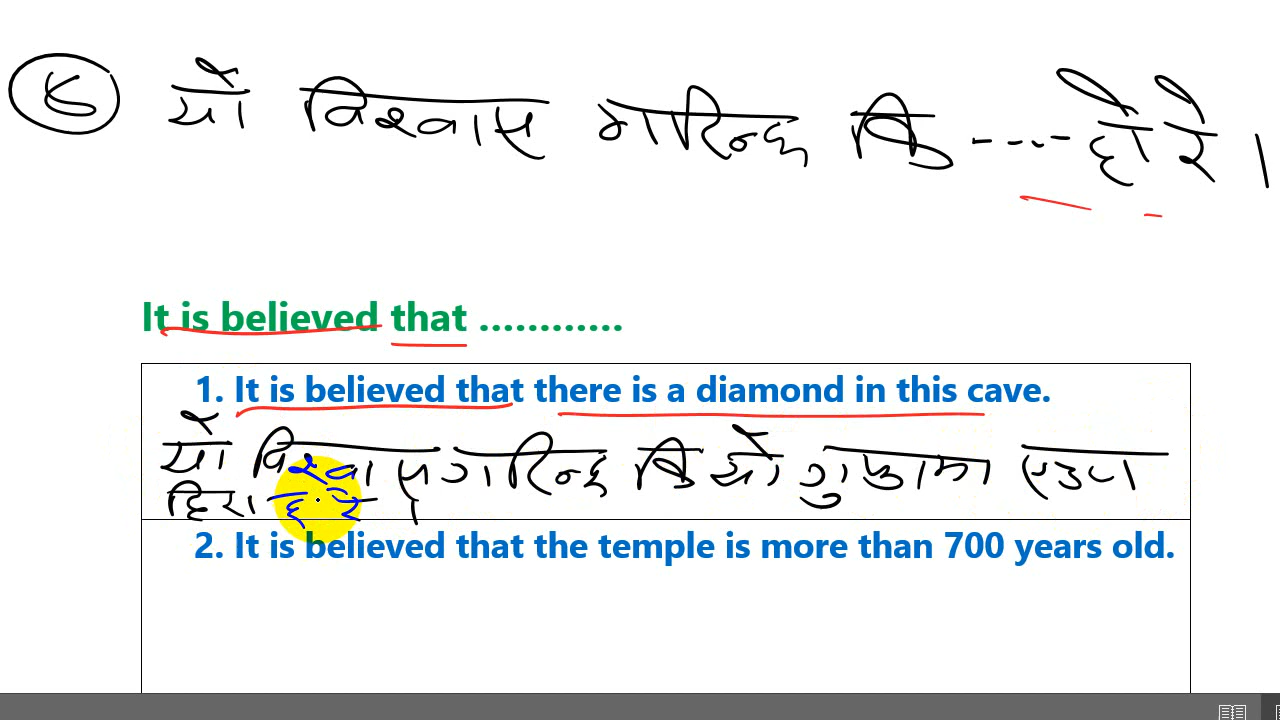 ६ यो विश्वास गरिन्छ कि ---- हो रे ।
It is believed that ............
1. It is believed that there is a diamond in this cave.
यो विश्वास गरिन्छ कि यो गुफामा एउटा
हिरा छ रे ।
2. It is believed that the temple is more than 700 years old.